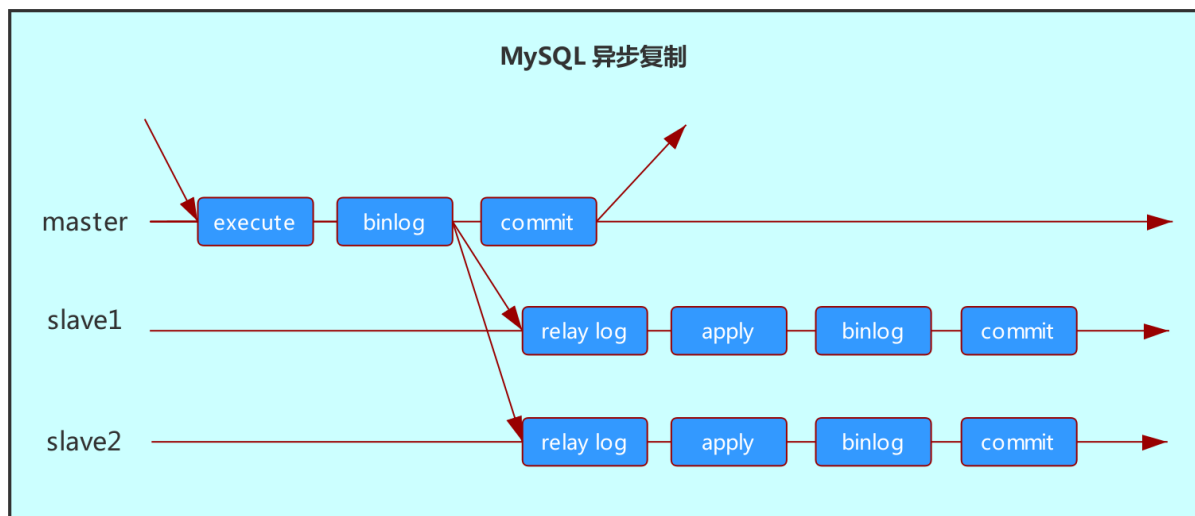 MySQL 异步复制
master
execute
binlog
commit
slave1
relay log
apply
binlog
commit
slave2
relay log
apply
binlog
commit